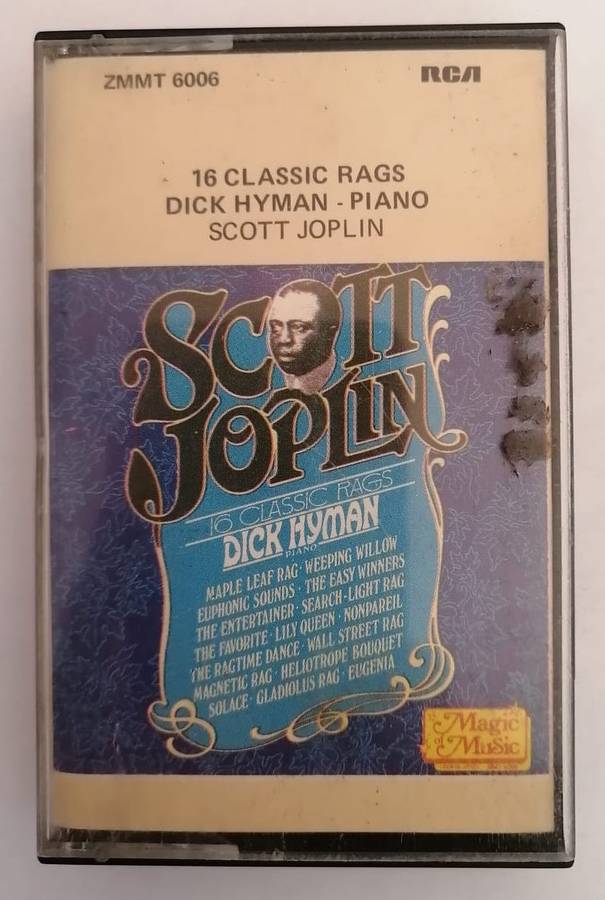 ZMMT 6006
RCA
16 CLASSIC RAGS
DICK HYMAN - PIANO
SCOTT JOPLIN
SCOTT
JOPLIN
16 CLASSIC RAGS
DICK HYMAN
PIANO
MAPLE LEAF RAG · WEEPING WILLOW
EUPHONIC SOUNDS · THE EASY WINNERS
THE ENTERTAINER · SEARCH-LIGHT RAG
THE FAVORITE · LILY QUEEN · NONPAREIL
THE RAGTIME DANCE · WALL STREET RAG
MAGNETIC RAG · HELIOTROPE BOUQUET
SOLACE · GLADIOLUS RAG · EUGENIA
Magic
of Music